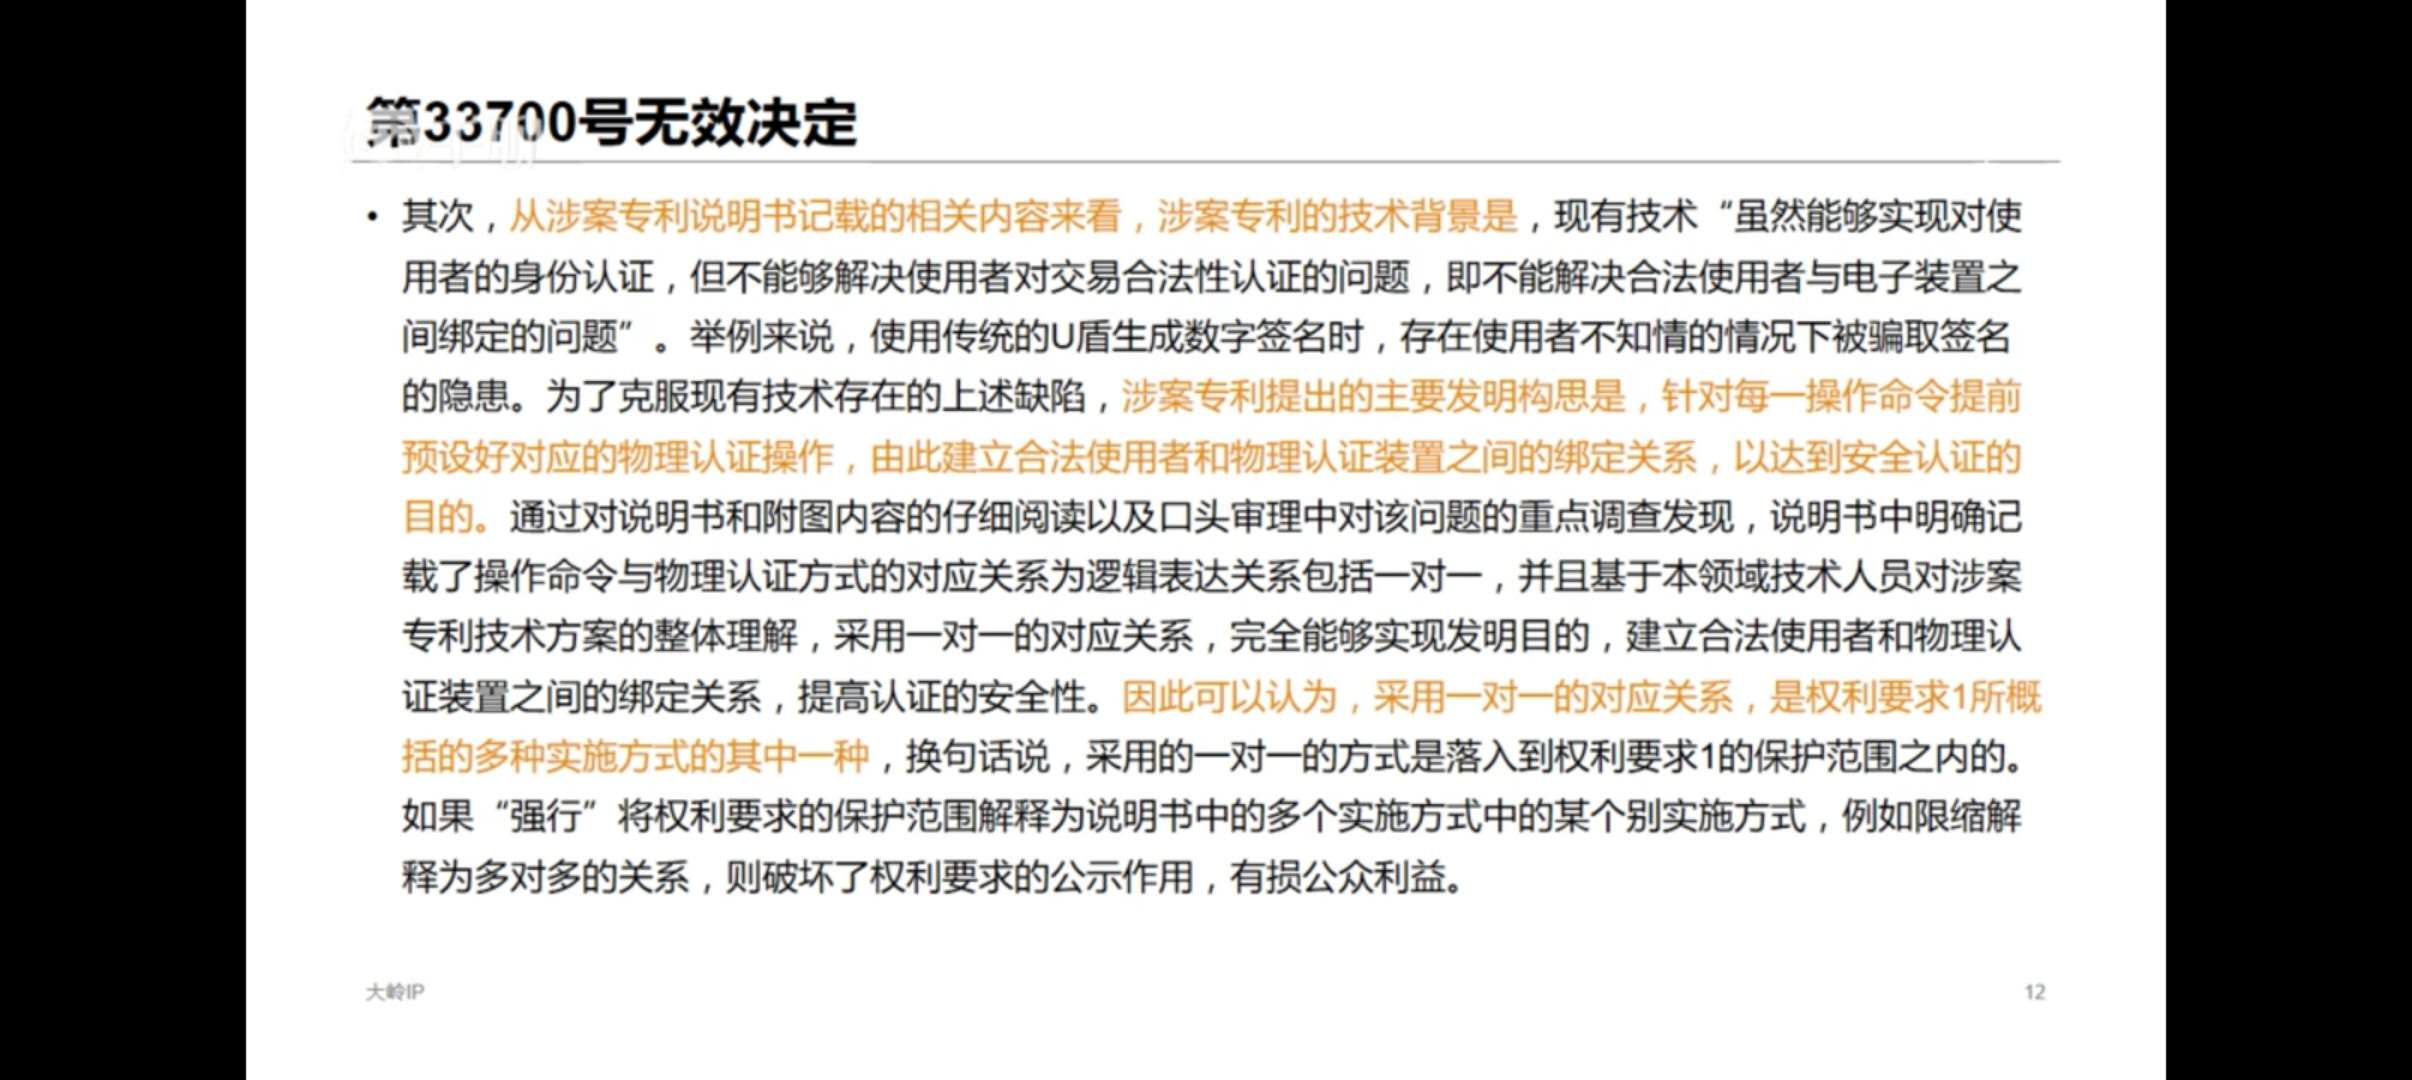 第33700号无效决定
• 其次，从涉案专利说明书记载的相关内容来看，涉案专利的技术背景是，现有技术“虽然能够实现对使
用者的身份认证，但不能够解决使用者对交易合法性认证的问题，即不能解决合法使用者与电子装置之
间绑定的问题”。举例来说，使用传统的U盾生成数字签名时，存在使用者不知情的情况下被骗取签名
的隐患。为了克服现有技术存在的上述缺陷，涉案专利提出的主要发明构思是，针对每一操作命令提前
预设好对应的物理认证操作，由此建立合法使用者和物理认证装置之间的绑定关系，以达到安全认证的
目的。通过对说明书和附图内容的仔细阅读以及口头审理中对该问题的重点调查发现，说明书中明确记
载了操作命令与物理认证方式的对应关系为逻辑表达关系包括一对一，并且基于本领域技术人员对涉案
专利技术方案的整体理解，采用一对一的对应关系，完全能够实现发明目的，建立合法使用者和物理认
证装置之间的绑定关系，提高认证的安全性。因此可以认为，采用一对一的对应关系，是权利要求1所概
括的多种实施方式的其中一种，换句话说，采用的一对一的方式是落入到权利要求1的保护范围之内的。
如果“强行”将权利要求的保护范围解释为说明书中的多个实施方式中的某个别实施方式，例如限缩解
释为多对多的关系，则破坏了权利要求的公示作用，有损公众利益。
大岭IP
12